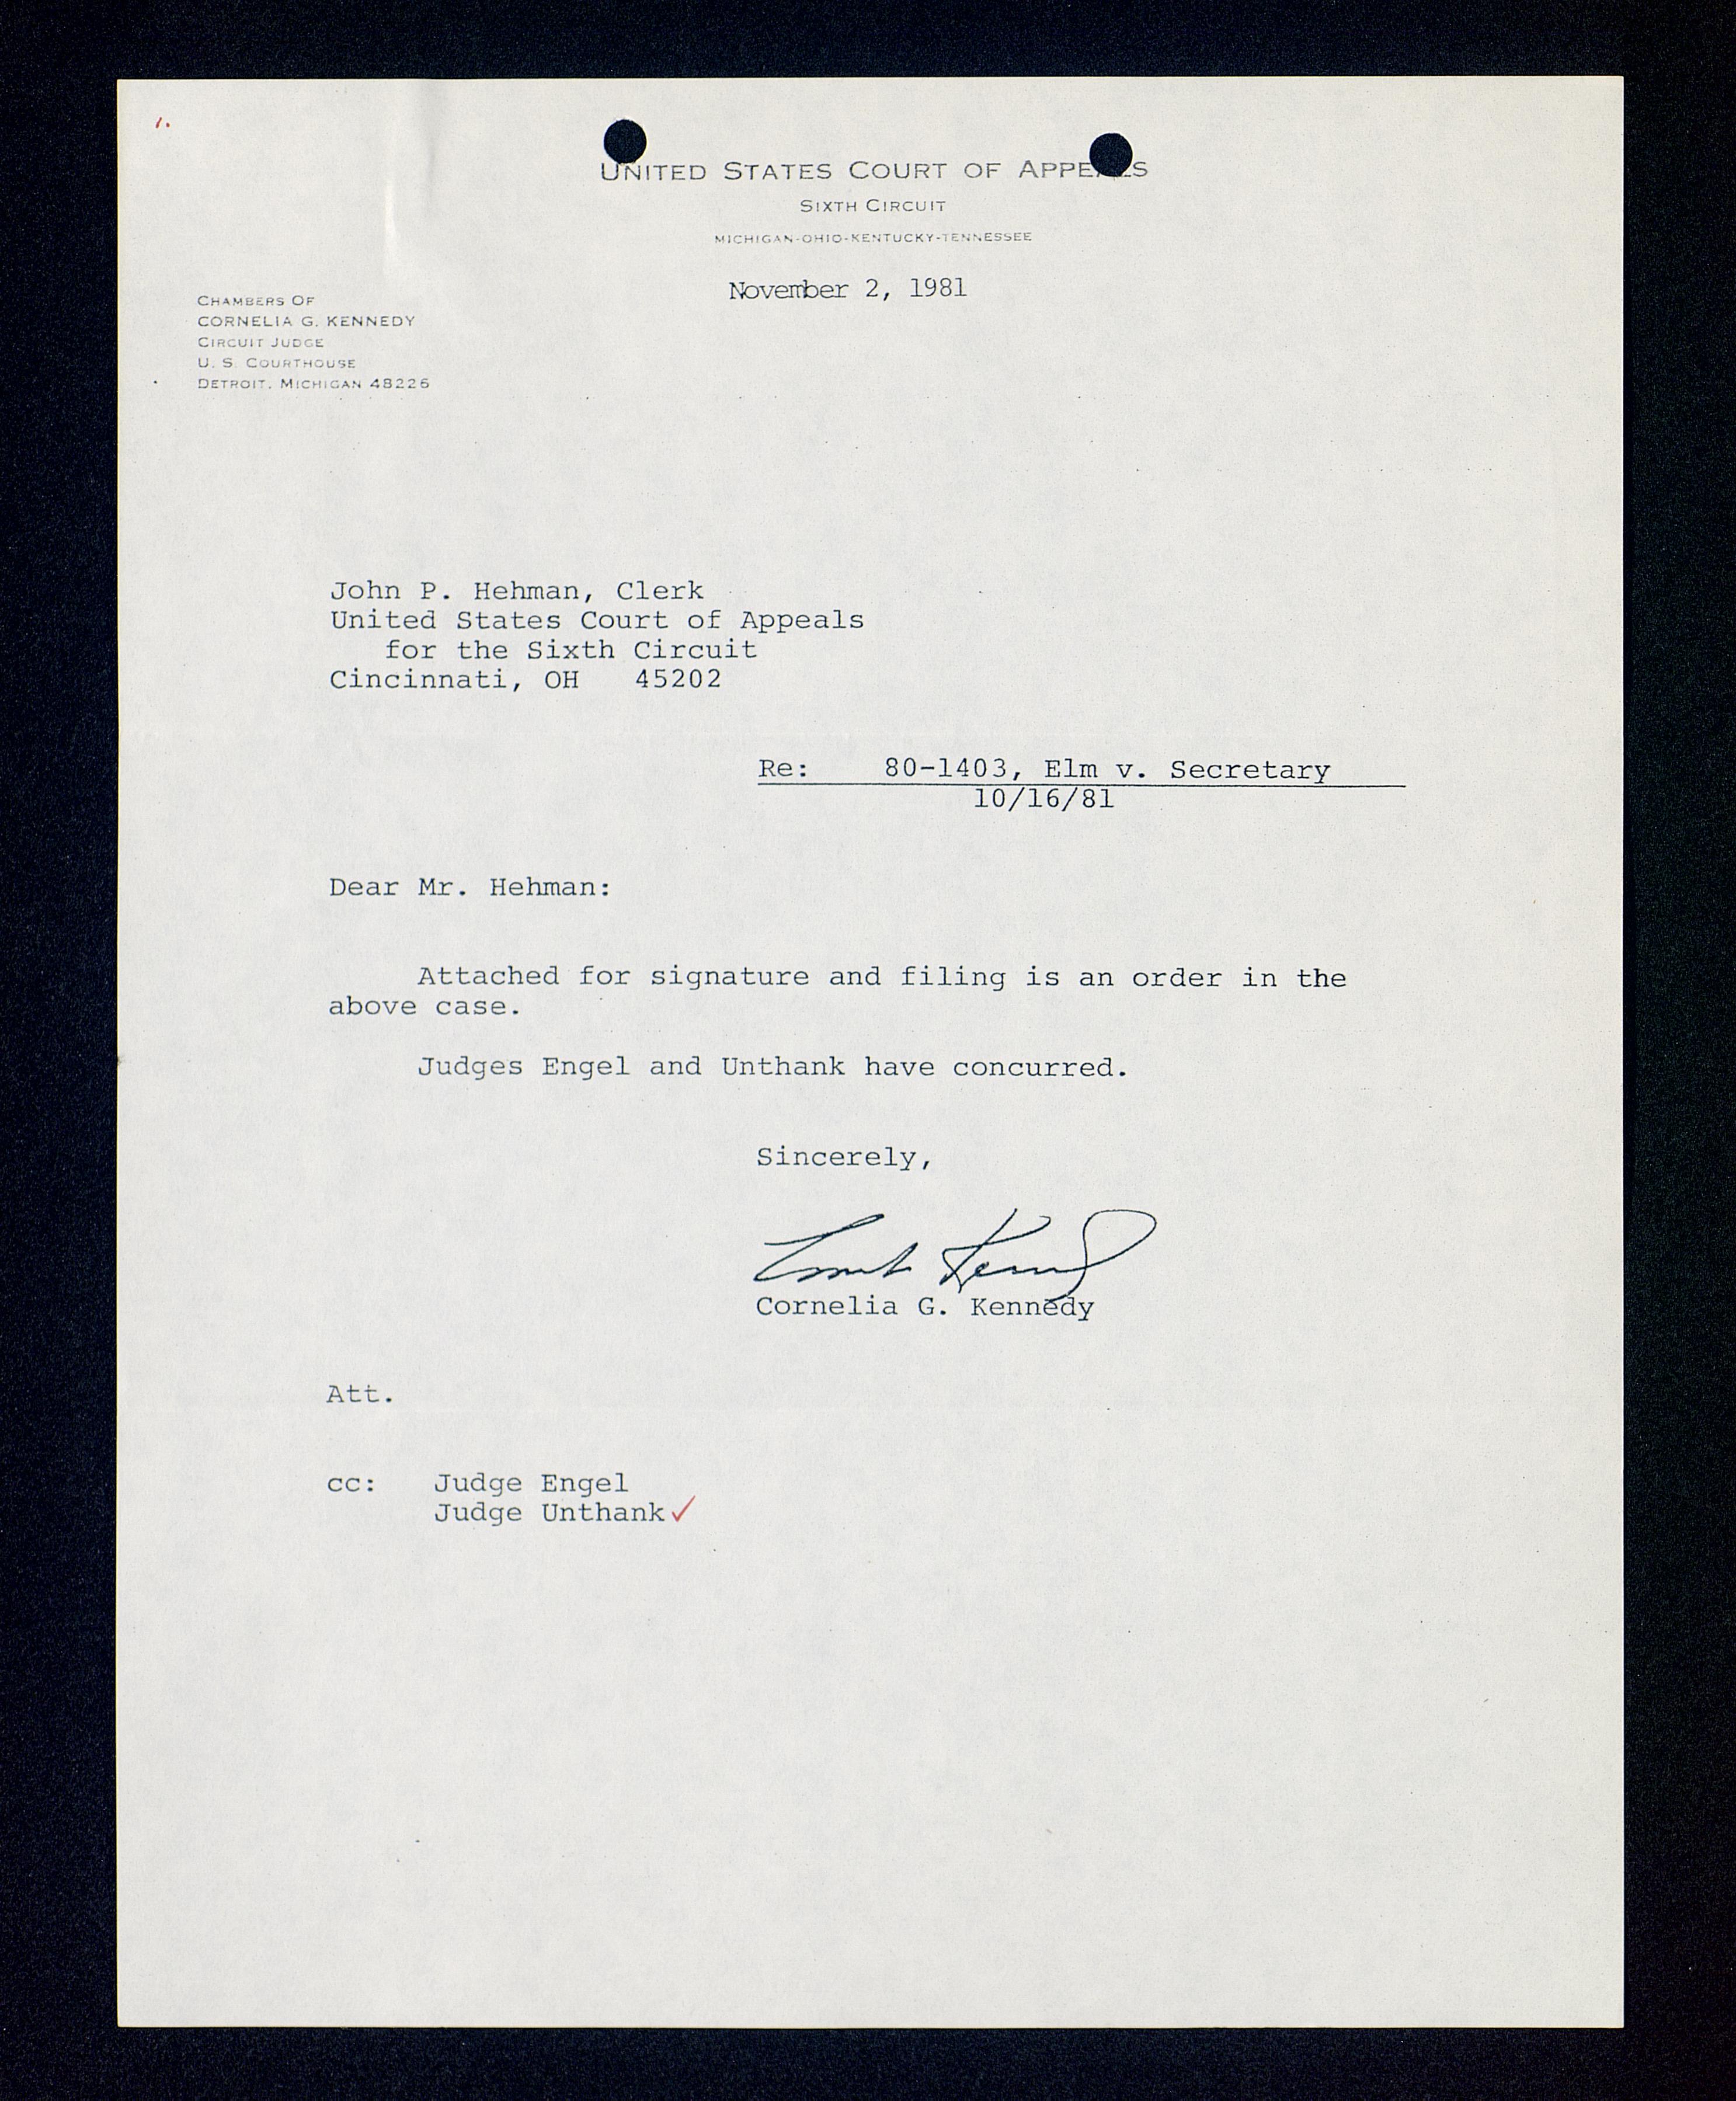 1.
UNITED STATES COURT OF APPEALS
SIXTH CIRCUIT
MICHIGAN-OHIO-KENTUCKY-TENNESSEE
November 2, 1981
CHAMBERS OF
CORNELIA G. KENNEDY
CIRCUIT JUDGE
U. S. COURTHOUSE
DETROIT, MICHIGAN 48226
John P. Hehman, Clerk
United States Court of Appeals
for the Sixth Circuit
Cincinnati, OH 45202
Re: 80-1403, Elm v. Secretary
10/16/81
Dear Mr. Hehman:
Attached for signature and filing is an order in the
above case.
Judges Engel and Unthank have concurred.
Sincerely,
Cornelia G. Kennedy
Att.
cc: Judge Engel
Judge Unthank ✓